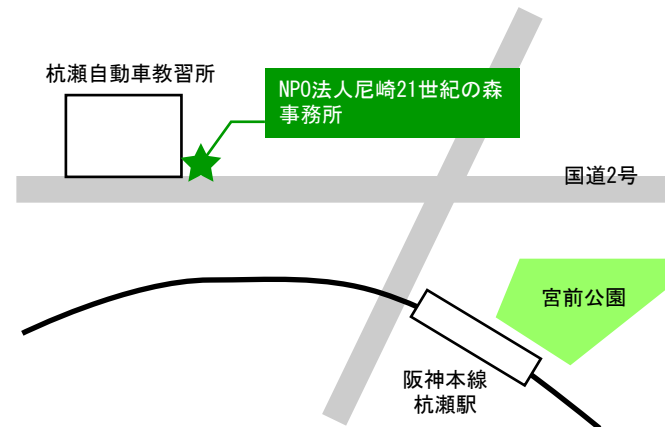 杭瀬自動車教習所
NPO法人尼崎21世紀の森
事務所
国道2号
宮前公園
阪神本線
杭瀬駅